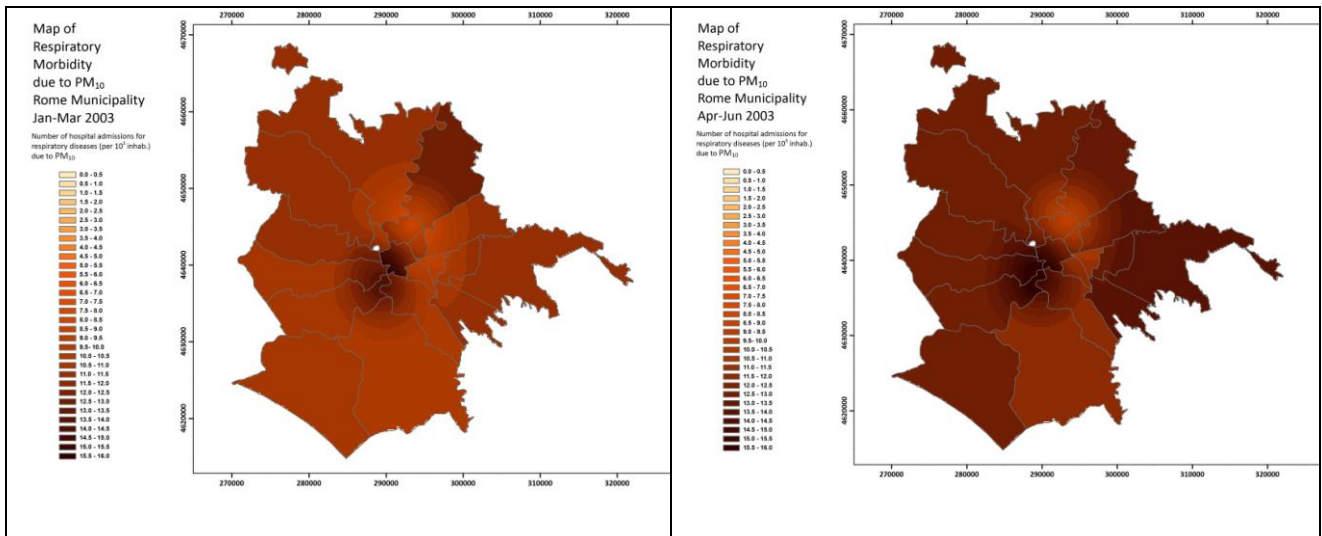 Map of
Respiratory
Morbidity
due to PM₁₀
Rome Municipality
Jan-Mar 2003
Number of hospital admissions for
respiratory diseases (per 10⁵ inhab.)
due to PM₁₀
0.0 - 0.5
0.5 - 1.0
1.0 - 1.5
1.5 - 2.0
2.0 - 2.5
2.5 - 3.0
3.0 - 3.5
3.5 - 4.0
4.0 - 4.5
4.5 - 5.0
5.0 - 5.5
5.5 - 6.0
6.0 - 6.5
6.5 - 7.0
7.0 - 7.5
7.5 - 8.0
8.0 - 8.5
8.5 - 9.0
9.0 - 9.5
9.5- 10.0
10.0 - 10.5
10.5 - 11.0
11.0 - 11.5
11.5 - 12.0
12.0 - 12.5
12.5 - 13.0
13.0 - 13.5
13.5 - 14.0
14.0 - 14.5
14.5 - 15.0
15.0 - 15.5
15.5 - 16.0
270000 280000 290000 300000 310000 320000
4670000
4660000
4650000
4640000
4630000
4620000
270000 280000 290000 300000 310000 320000
Map of
Respiratory
Morbidity
due to PM₁₀
Rome Municipality
Apr-Jun 2003
Number of hospital admissions for
respiratory diseases (per 10⁵ inhab.)
due to PM₁₀
0.0 - 0.5
0.5 - 1.0
1.0 - 1.5
1.5 - 2.0
2.0 - 2.5
2.5 - 3.0
3.0 - 3.5
3.5 - 4.0
4.0 - 4.5
4.5 - 5.0
5.0 - 5.5
5.5 - 6.0
6.0 - 6.5
6.5 - 7.0
7.0 - 7.5
7.5 - 8.0
8.0 - 8.5
8.5 - 9.0
9.0 - 9.5
9.5- 10.0
10.0 - 10.5
10.5 - 11.0
11.0 - 11.5
11.5 - 12.0
12.0 - 12.5
12.5 - 13.0
13.0 - 13.5
13.5 - 14.0
14.0 - 14.5
14.5 - 15.0
15.0 - 15.5
15.5 - 16.0
270000 280000 290000 300000 310000 320000
4670000
4660000
4650000
4640000
4630000
4620000
270000 280000 290000 300000 310000 320000